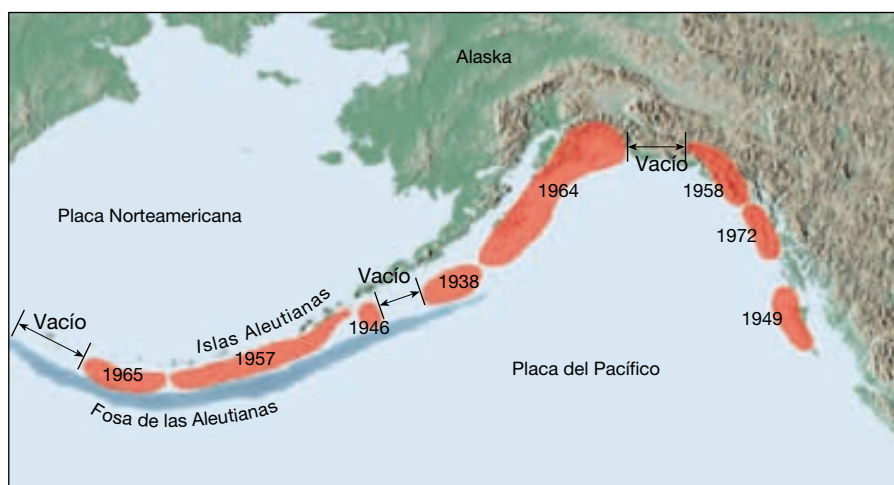 Alaska
Vacío
1964
1958
Placa Norteamericana
1972
Vacío
1938
Vacío
Islas Aleutianas
1946
1949
1957
1965
Placa del Pacífico
Fosa de las Aleutianas